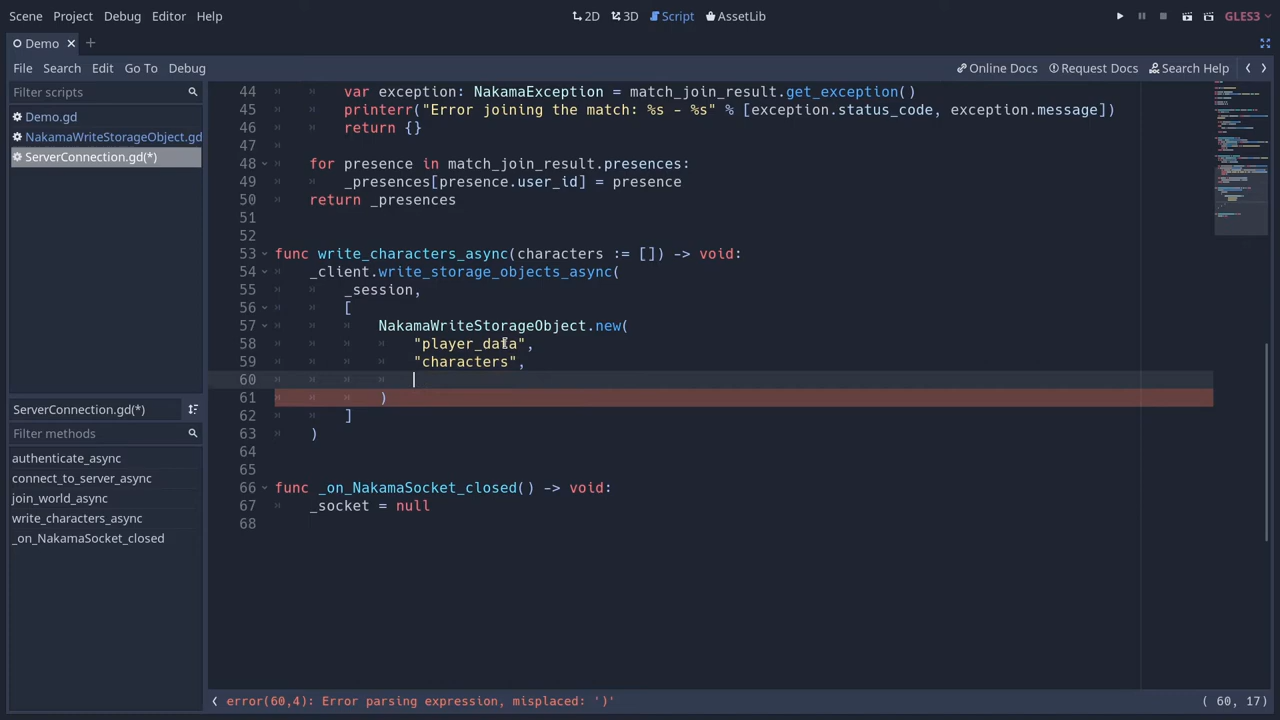 Scene Project Debug Editor Help 2D 3D Script AssetLib GLES3
Demo
File Search Edit Go To Debug Online Docs Request Docs Search Help
Filter scripts
Demo.gd
NakamaWriteStorageObject.gd
ServerConnection.gd(*)
ServerConnection.gd(*)
Filter methods
authenticate_async
connect_to_server_async
join_world_async
write_characters_async
_on_NakamaSocket_closed
44 var exception: NakamaException = match_join_result.get_exception()
45 printerr("Error joining the match: %s - %s" % [exception.status_code, exception.message])
46 return {}
47
48 for presence in match_join_result.presences:
49 _presences[presence.user_id] = presence
50 return _presences
51
52
53 func write_characters_async(characters := []) -> void:
54 _client.write_storage_objects_async(
55 _session,
56 [
57 NakamaWriteStorageObject.new(
58 "player_data",
59 "characters",
60
61 )
62 ]
63 )
64
65
66 func _on_NakamaSocket_closed() -> void:
67 _socket = null
68
error(60,4): Error parsing expression, misplaced: ')' ( 60, 17)